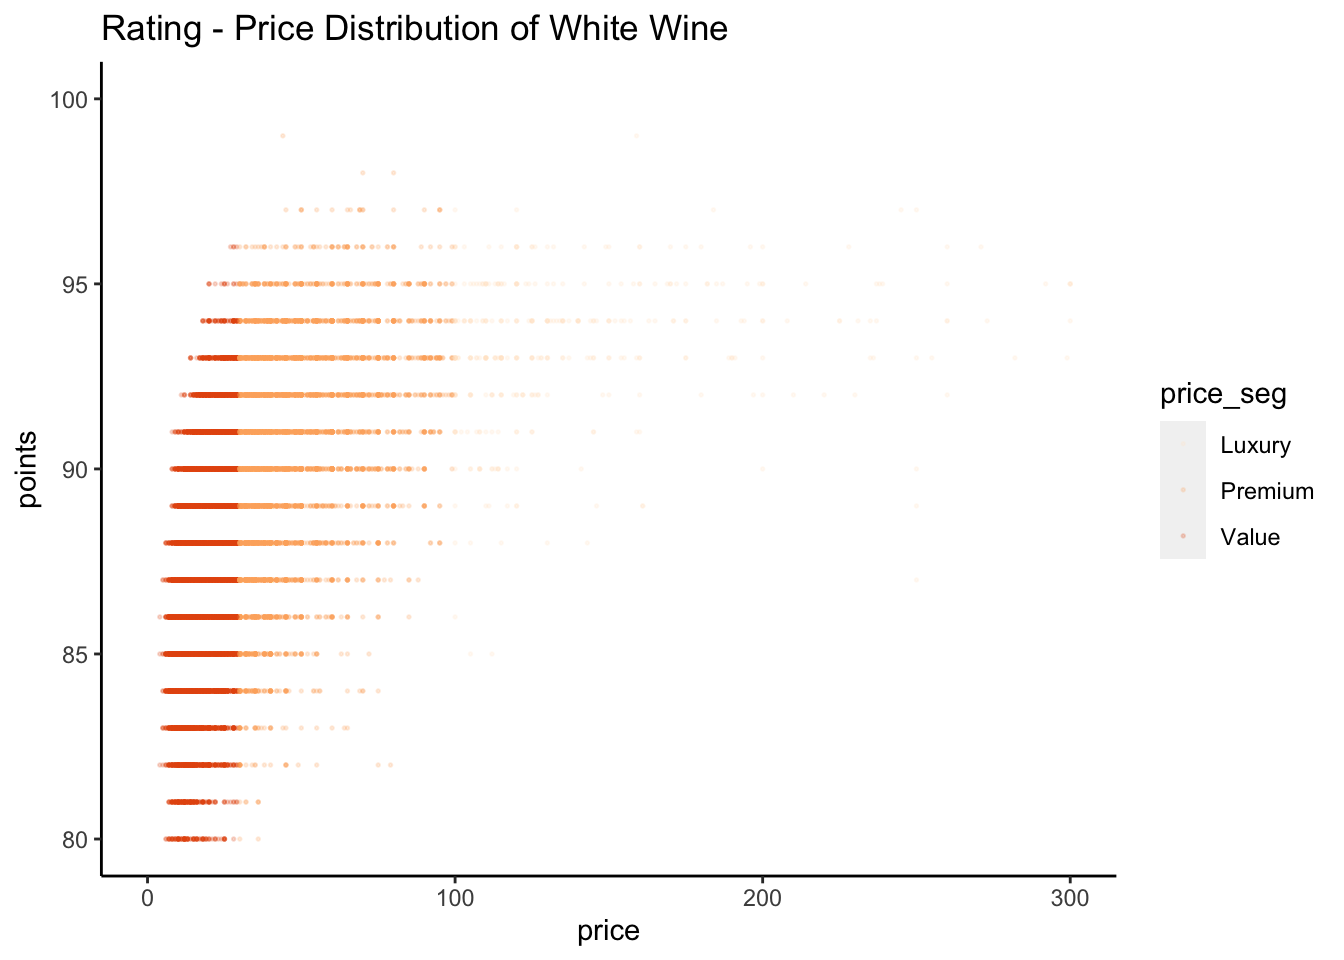 Rating - Price Distribution of White Wine
100
95
90
85
80
points
0 100 200 300
price
price_seg
Luxury
Premium
Value